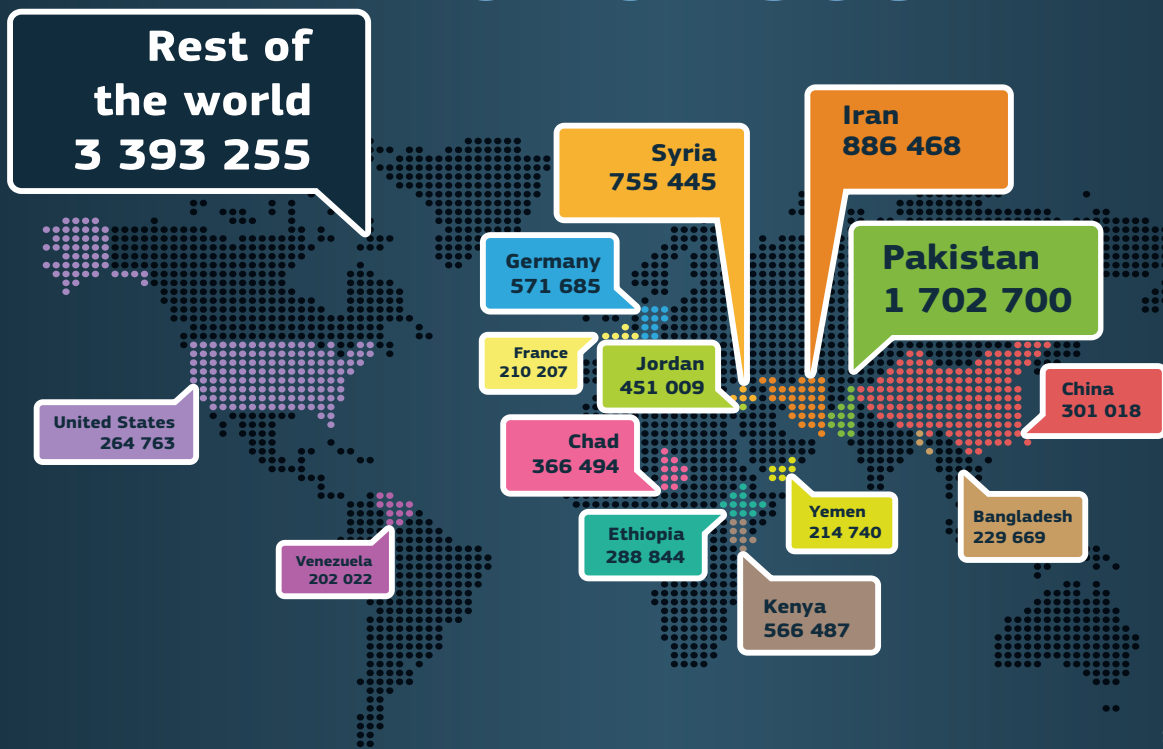 Rest of
the world
3 393 255
Syria
755 445
Iran
886 468
Germany
571 685
Pakistan
1 702 700
France
210 207
Jordan
451 009
China
301 018
United States
264 763
Chad
366 494
Yemen
214 740
Bangladesh
229 669
Ethiopia
288 844
Venezuela
202 022
Kenya
566 487